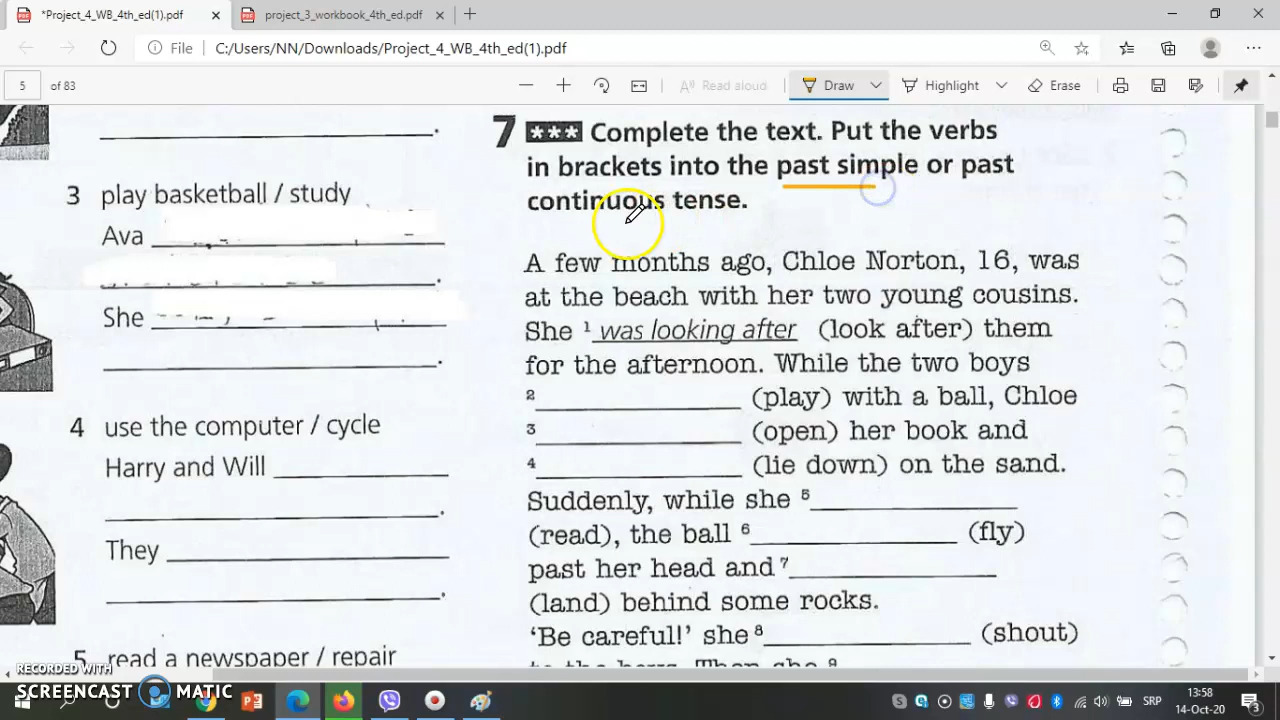 *Project_4_WB_4th_ed(1).pdf
project_3_workbook_4th_ed.pdf
File
C:/Users/NN/Downloads/Project_4_WB_4th_ed(1).pdf
5 of 83
Read aloud
Draw
Highlight
Erase
3 play basketball / study
Ava
She
4 use the computer / cycle
Harry and Will
They
5 read a newspaper / repair
7 *** Complete the text. Put the verbs
in brackets into the past simple or past
continuous tense.
A few months ago, Chloe Norton, 16, was
at the beach with her two young cousins.
She ¹ was looking after (look after) them
for the afternoon. While the two boys
² (play) with a ball, Chloe
³ (open) her book and
⁴ (lie down) on the sand.
Suddenly, while she ⁵
(read), the ball ⁶ (fly)
past her head and ⁷
(land) behind some rocks.
‘Be careful!’ she ⁸ (shout)
to the boys. Then she ⁹
RECORDED WITH
SCREENCAST MATIC
SRP
13:58
14-Oct-20
3